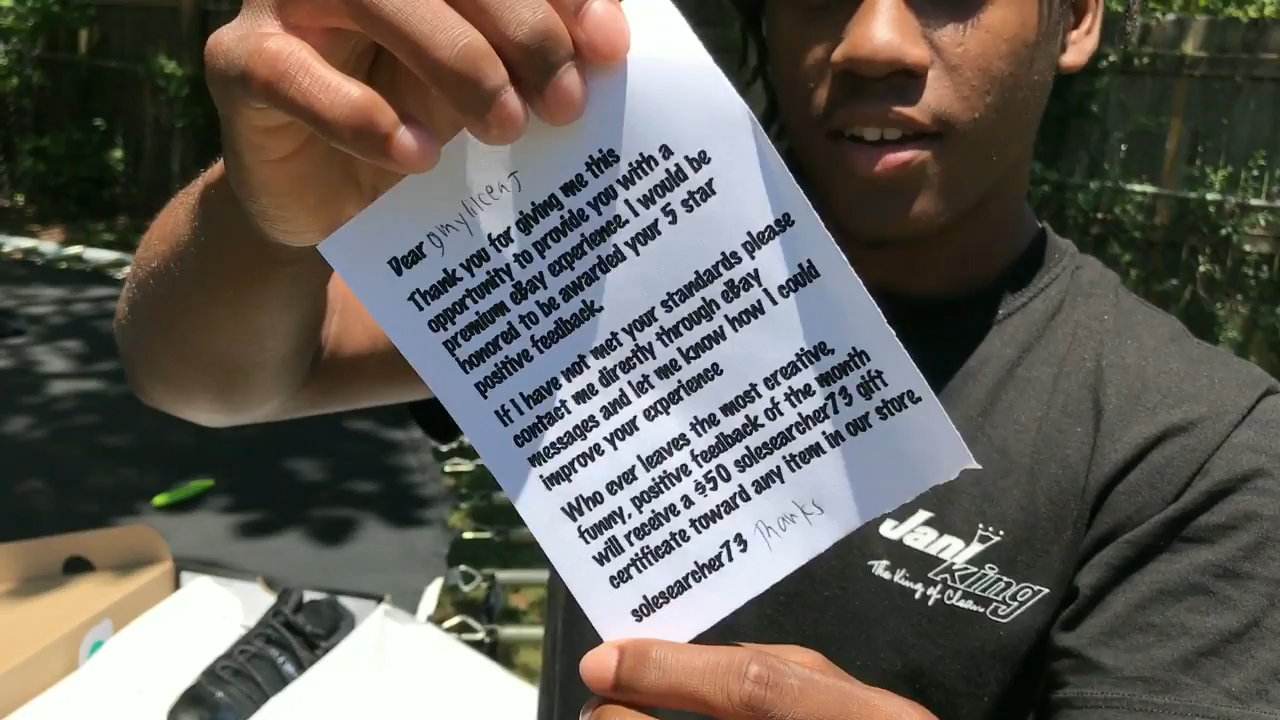 Dear
Thank you for giving me this
opportunity to provide you with a
premium eBay experience. I would be
honored to be awarded your 5 star
positive feedback.
If I have not met your standards please
contact me directly through eBay
messages and let me know how I could
improve your experience
Who ever leaves the most creative,
funny, positive feedback of the month
will receive a $50 solesearcher73 gift
certificate toward any item in our store.
solesearcher73 Thanks
Jani
King
The King of Clean